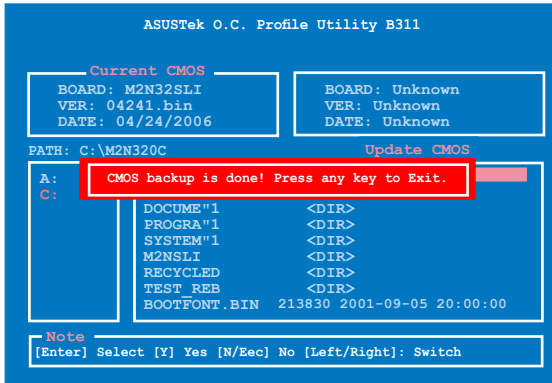 ASUSTek O.C. Profile Utility B311
Current CMOS
BOARD: M2N32SLI
VER: 04241.bin
DATE: 04/24/2006
BOARD: Unknown
VER: Unknown
DATE: Unknown
PATH: C:\M2N320C
Update CMOS
A:
C:
CMOS backup is done! Press any key to Exit.
DOCUME"1 <DIR>
PROGRA"1 <DIR>
SYSTEM"1 <DIR>
M2NSLI <DIR>
RECYCLED <DIR>
TEST_REB <DIR>
BOOTFONT.BIN 213830 2001-09-05 20:00:00
Note
[Enter] Select [Y] Yes [N/Eec] No [Left/Right]: Switch